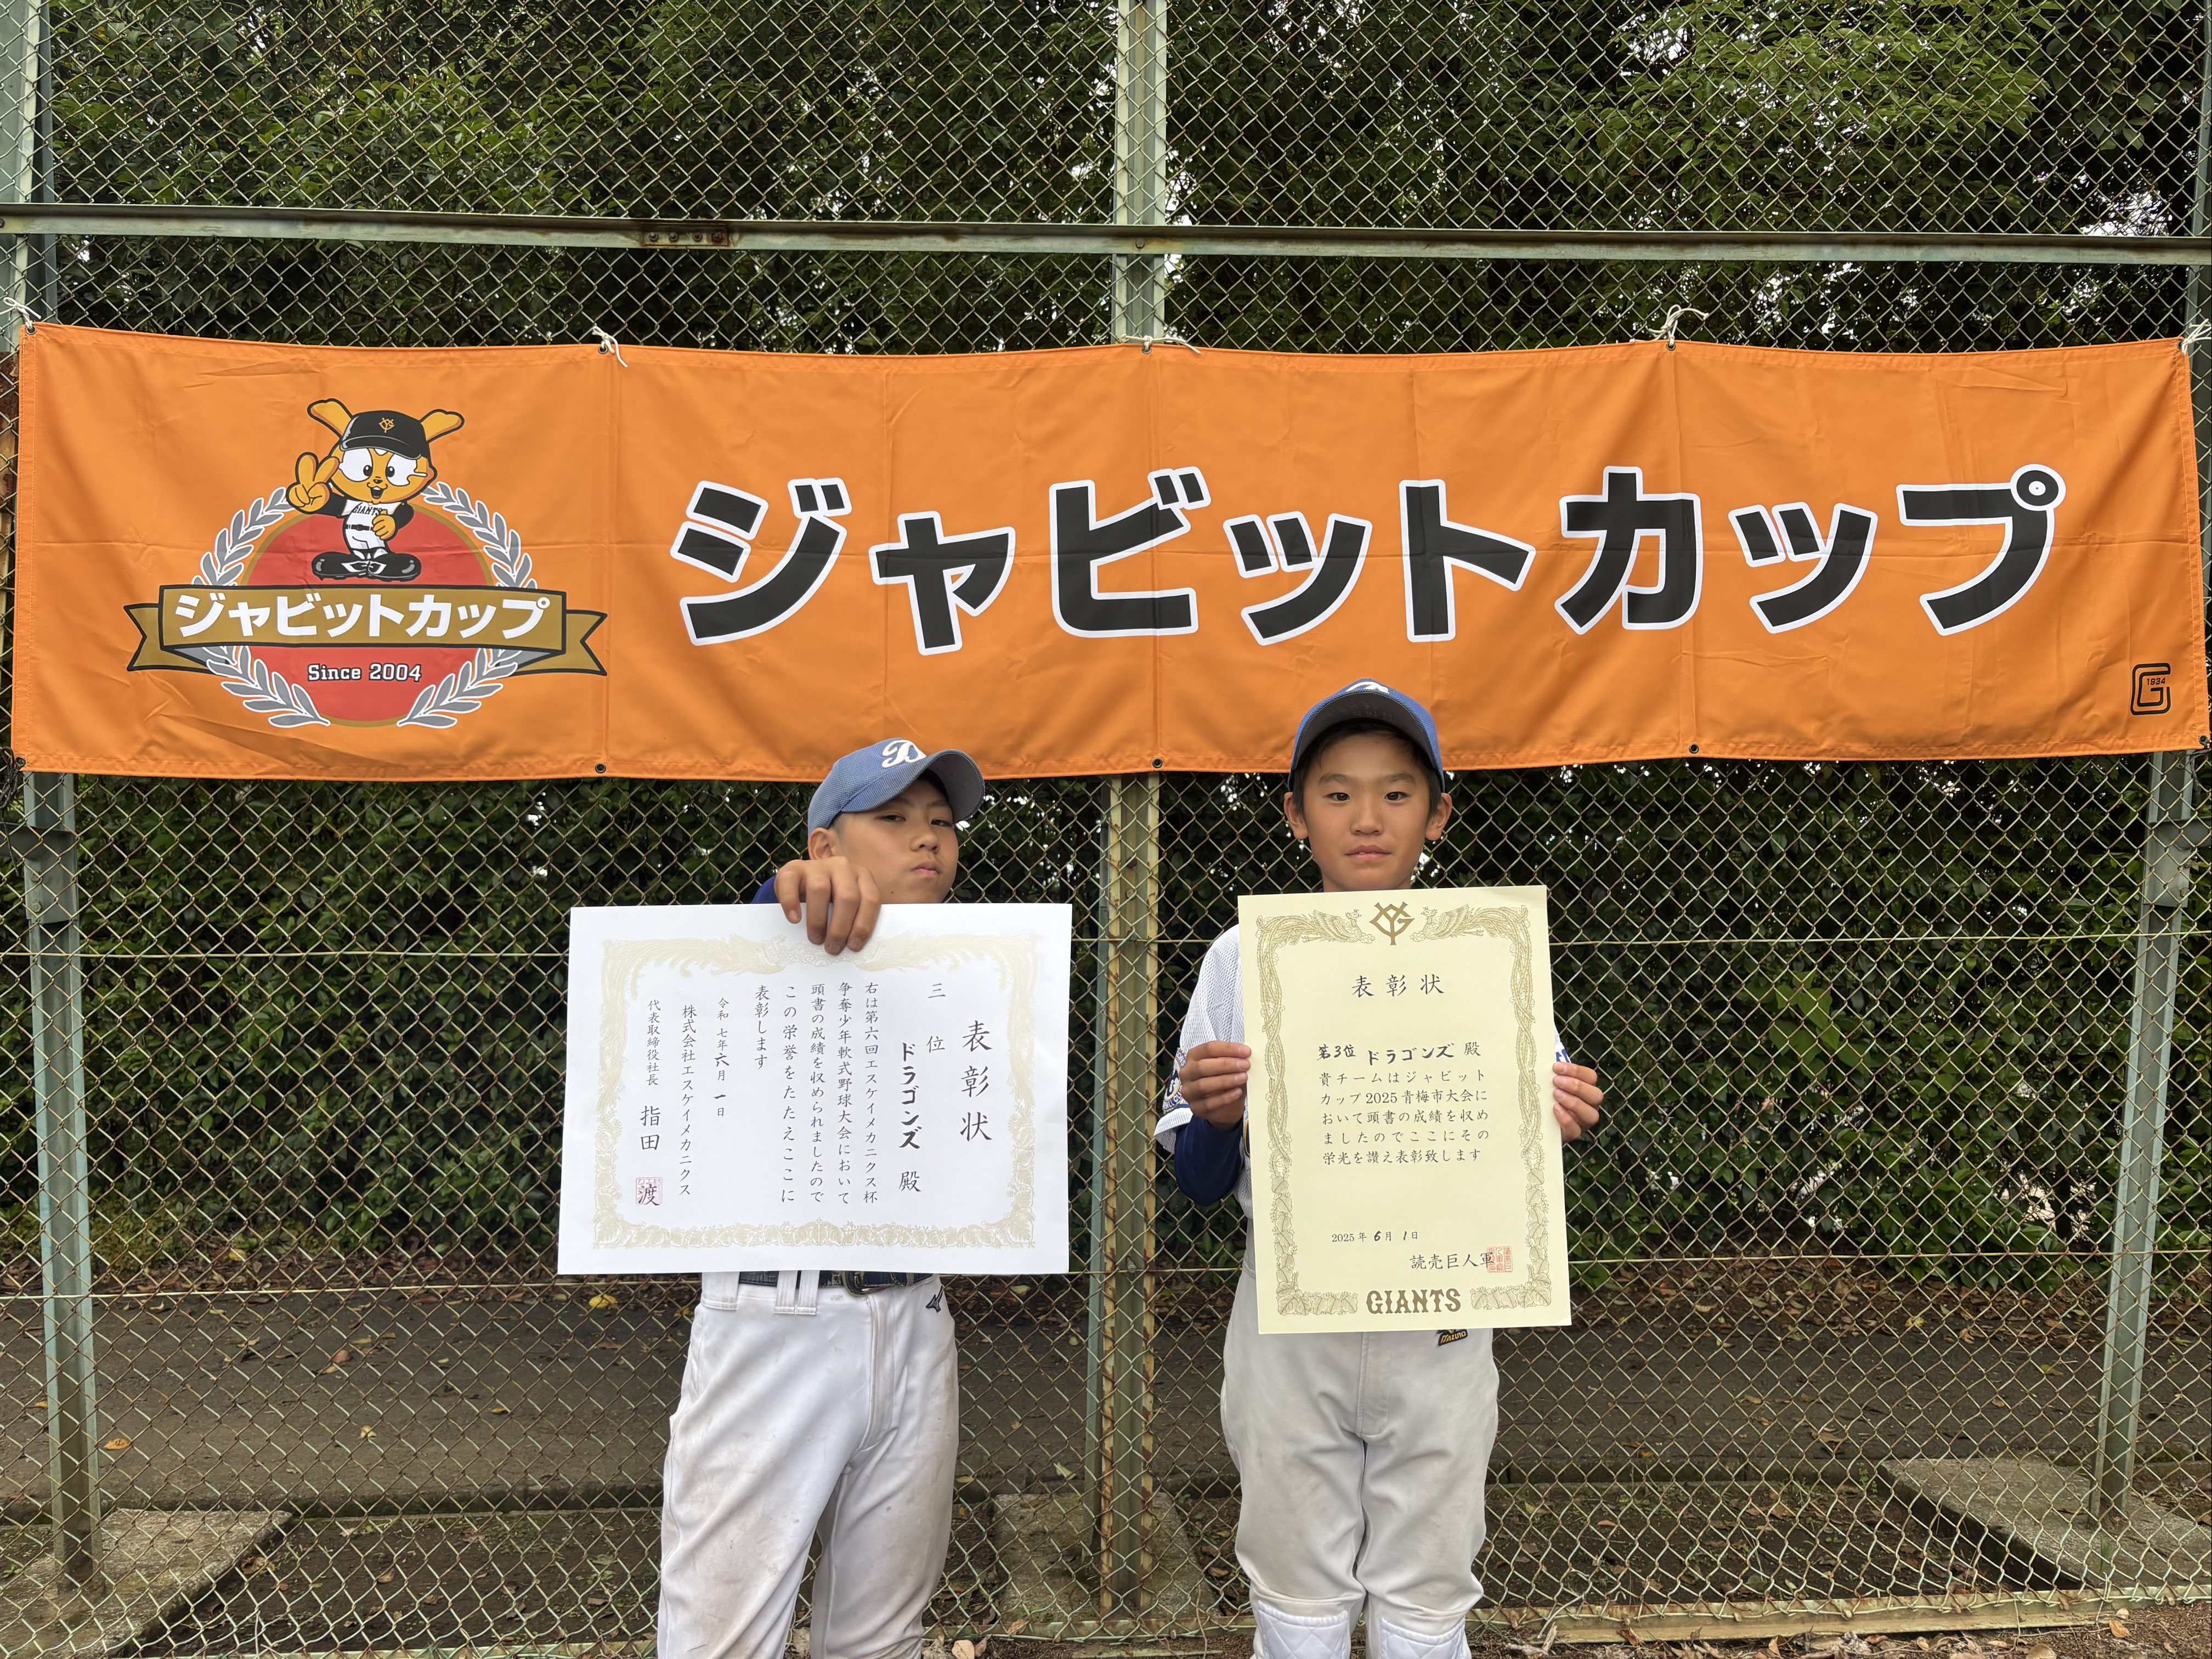 ジャビットカップ
GIANTS
ジャビットカップ
Since 2004
1934
表彰状
三位
ドラゴンズ 殿
右は第六回エスケイメカニクス杯
争奪少年軟式野球大会において
頭書の成績を収められましたので
この栄誉をたたえここに
表彰します
令和七年六月一日
株式会社エスケイメカニクス
代表取締役社長 指田 渡
表彰状
第3位 ドラゴンズ 殿
貴チームはジャビット
カップ2025青梅市大会に
おいて頭書の成績を収め
ましたのでここにその
栄光を讃え表彰致します
2025年6月1日
読売巨人軍
GIANTS
MIZUNO